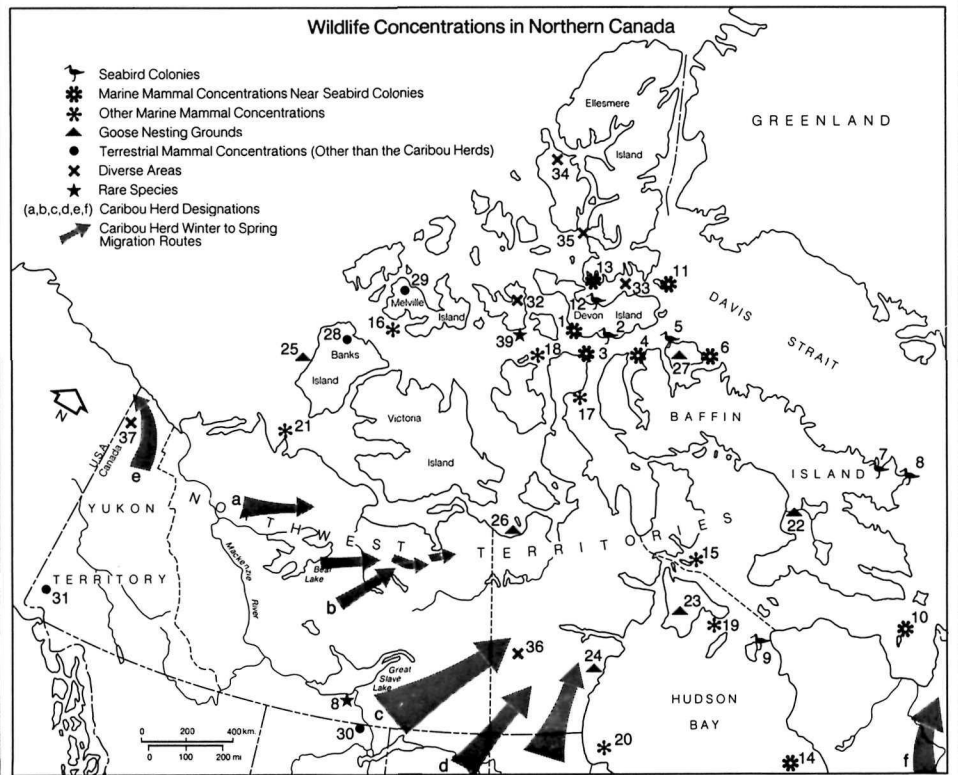 Wildlife Concentrations in Northern Canada
Seabird Colonies
Marine Mammal Concentrations Near Seabird Colonies
Other Marine Mammal Concentrations
Goose Nesting Grounds
Terrestrial Mammal Concentrations (Other than the Caribou Herds)
Diverse Areas
Rare Species
(a,b,c,d,e,f) Caribou Herd Designations
Caribou Herd Winter to Spring
Migration Routes
Ellesmere
Island
GREENLAND
34
35
13
11
33
12
Devon Island
DAVIS
STRAIT
29
Melville
Island
16
32
39
1
2
5
28
25
Banks
Island
18
3
4
27
6
17
BAFFIN
ISLAND
7
8
N
37
U.S.A.
Canada
e
21
Victoria
Island
YUKON
TERRITORY
31
a
NORTHWEST TERRITORIES
26
22
Mackenzie
River
Bear
Lake
b
15
23
19
10
9
36
24
Great
Slave
Lake
8
c
30
HUDSON
BAY
0 200 400 km.
0 100 200 mi
20
14
d
f